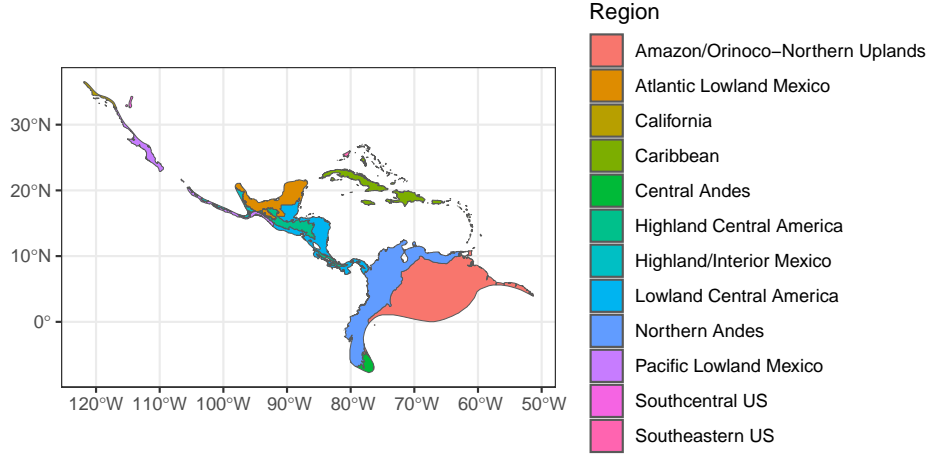 Region
Amazon/Orinoco−Northern Uplands
Atlantic Lowland Mexico
California
Caribbean
Central Andes
Highland Central America
Highland/Interior Mexico
Lowland Central America
Northern Andes
Pacific Lowland Mexico
Southcentral US
Southeastern US
30°N
20°N
10°N
0°
120°W 110°W 100°W 90°W 80°W 70°W 60°W 50°W